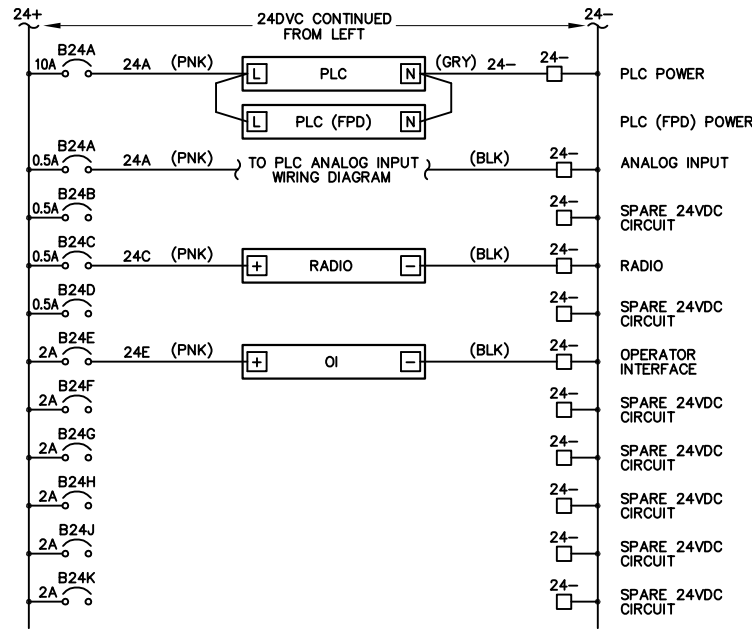 24+ 24DVC CONTINUED 24-
FROM LEFT
B24A
10A 24A (PNK) L PLC N (GRY) 24- 24- PLC POWER
L PLC (FPD) N PLC (FPD) POWER
B24A
0.5A 24A (PNK) TO PLC ANALOG INPUT (BLK) 24- ANALOG INPUT
WIRING DIAGRAM
B24B
0.5A 24- SPARE 24VDC
CIRCUIT
B24C
0.5A 24C (PNK) + RADIO - (BLK) 24- RADIO
B24D
0.5A 24- SPARE 24VDC
CIRCUIT
B24E
2A 24E (PNK) + OI - (BLK) 24- OPERATOR
INTERFACE
B24F
2A 24- SPARE 24VDC
CIRCUIT
B24G
2A 24- SPARE 24VDC
CIRCUIT
B24H
2A 24- SPARE 24VDC
CIRCUIT
B24J
2A 24- SPARE 24VDC
CIRCUIT
B24K
2A 24- SPARE 24VDC
CIRCUIT